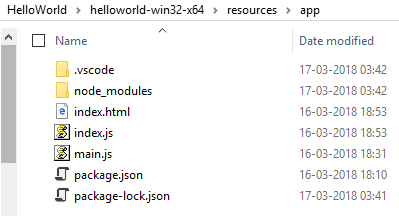 HelloWorld > helloworld-win32-x64 > resources > app
Name Date modified
.vscode 17-03-2018 03:42
node_modules 17-03-2018 03:42
index.html 16-03-2018 18:53
index.js 16-03-2018 18:53
main.js 16-03-2018 18:31
package.json 16-03-2018 18:10
package-lock.json 17-03-2018 03:41